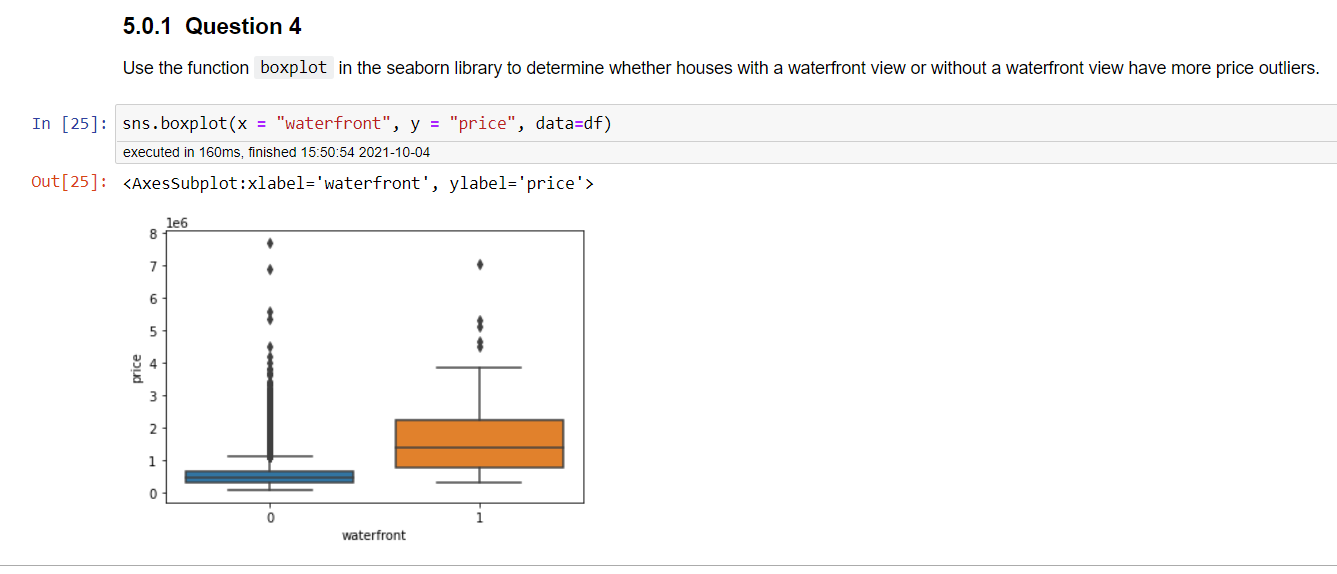 5.0.1 Question 4
Use the function boxplot in the seaborn library to determine whether houses with a waterfront view or without a waterfront view have more price outliers.
In [25]: sns.boxplot(x = "waterfront", y = "price", data=df)
executed in 160ms, finished 15:50:54 2021-10-04
Out[25]: <AxesSubplot:xlabel='waterfront', ylabel='price'>
1e6
8
7
6
5
4
3
2
1
0
price
0 1
waterfront